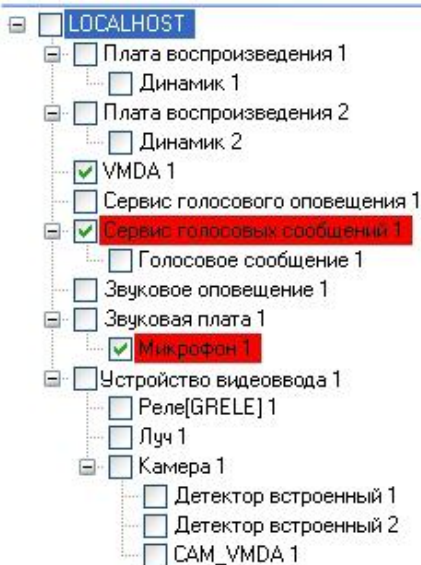 LOCALHOST
Плата воспроизведения 1
Динамик 1
Плата воспроизведения 2
Динамик 2
VMDA 1
Сервис голосового оповещения 1
Сервис голосовых сообщений 1
Голосовое сообщение 1
Звуковое оповещение 1
Звуковая плата 1
Микрофон 1
Устройство видеоввода 1
Реле[GRELE] 1
Луч 1
Камера 1
Детектор встроенный 1
Детектор встроенный 2
CAM_VMDA 1